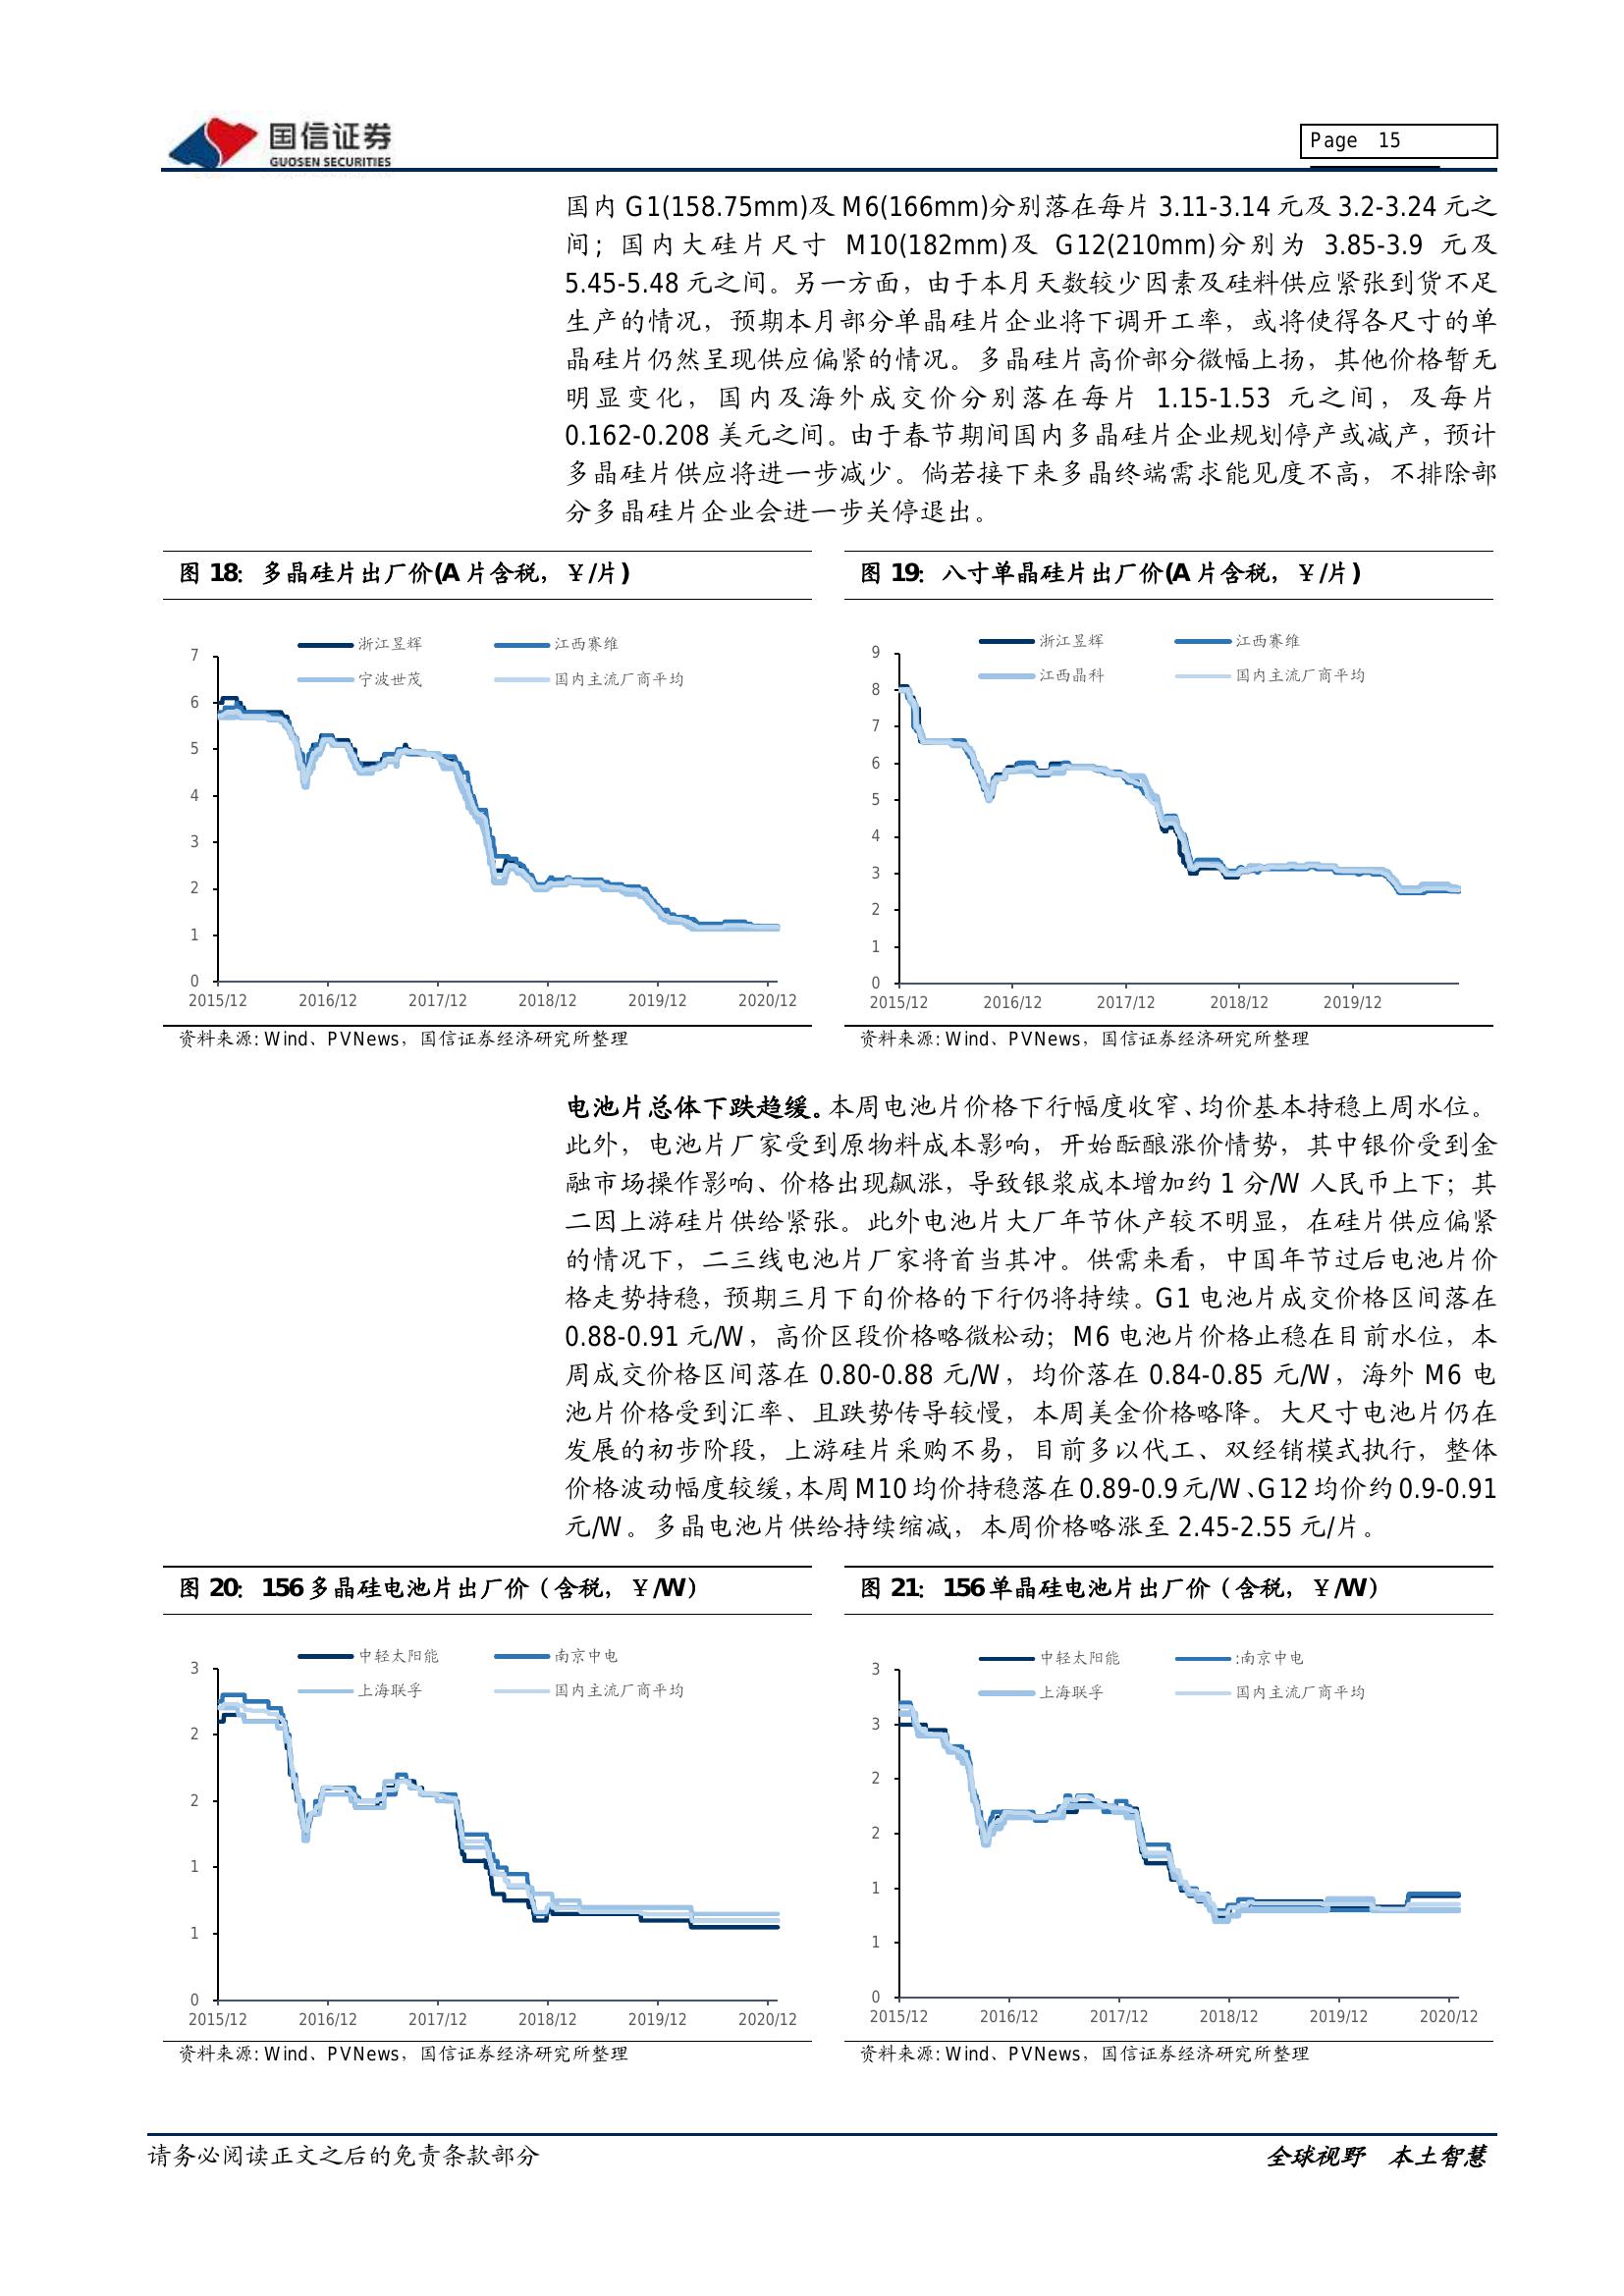 国信证券
GUOSEN SECURITIES
Page 15
国内 G1(158.75mm)及 M6(166mm)分别落在每片 3.11-3.14 元及 3.2-3.24 元之
间；国内大硅片尺寸 M10(182mm)及 G12(210mm)分别为 3.85-3.9 元及
5.45-5.48 元之间。另一方面，由于本月天数较少因素及硅料供应紧张到货不足
生产的情况，预期本月部分单晶硅片企业将下调开工率，或将使得各尺寸的单
晶硅片仍然呈现供应偏紧的情况。多晶硅片高价部分微幅上扬，其他价格暂无
明显变化，国内及海外成交价分别落在每片 1.15-1.53 元之间，及每片
0.162-0.208 美元之间。由于春节期间国内多晶硅片企业规划停产或减产，预计
多晶硅片供应将进一步减少。倘若接下来多晶终端需求能见度不高，不排除部
分多晶硅片企业会进一步关停退出。
图 18：多晶硅片出厂价(A 片含税，￥/片)
浙江昱辉
江西赛维
宁波世茂
国内主流厂商平均
7
6
5
4
3
2
1
0
2015/12 2016/12 2017/12 2018/12 2019/12 2020/12
资料来源: Wind、PVNews，国信证券经济研究所整理
图 19：八寸单晶硅片出厂价(A 片含税，￥/片)
浙江昱辉
江西赛维
江西晶科
国内主流厂商平均
9
8
7
6
5
4
3
2
1
0
2015/12 2016/12 2017/12 2018/12 2019/12
资料来源: Wind、PVNews，国信证券经济研究所整理
电池片总体下跌趋缓。本周电池片价格下行幅度收窄、均价基本持稳上周水位。
此外，电池片厂家受到原物料成本影响，开始酝酿涨价情势，其中银价受到金
融市场操作影响、价格出现飙涨，导致银浆成本增加约 1 分/W 人民币上下；其
二因上游硅片供给紧张。此外电池片大厂年节休产较不明显，在硅片供应偏紧
的情况下，二三线电池片厂家将首当其冲。供需来看，中国年节过后电池片价
格走势持稳，预期三月下旬价格的下行仍将持续。G1 电池片成交价格区间落在
0.88-0.91 元/W，高价区段价格略微松动；M6 电池片价格止稳在目前水位，本
周成交价格区间落在 0.80-0.88 元/W，均价落在 0.84-0.85 元/W，海外 M6 电
池片价格受到汇率、且跌势传导较慢，本周美金价格略降。大尺寸电池片仍在
发展的初步阶段，上游硅片采购不易，目前多以代工、双经销模式执行，整体
价格波动幅度较缓，本周 M10 均价持稳落在 0.89-0.9 元/W、G12 均价约 0.9-0.91
元/W。多晶电池片供给持续缩减，本周价格略涨至 2.45-2.55 元/片。
图 20：156 多晶硅电池片出厂价（含税，￥/W）
中轻太阳能
南京中电
上海联孚
国内主流厂商平均
3
2
2
1
1
0
2015/12 2016/12 2017/12 2018/12 2019/12 2020/12
资料来源: Wind、PVNews，国信证券经济研究所整理
图 21：156 单晶硅电池片出厂价（含税，￥/W）
中轻太阳能
:南京中电
上海联孚
国内主流厂商平均
3
3
2
2
1
1
0
2015/12 2016/12 2017/12 2018/12 2019/12 2020/12
资料来源: Wind、PVNews，国信证券经济研究所整理
请务必阅读正文之后的免责条款部分
全球视野 本土智慧